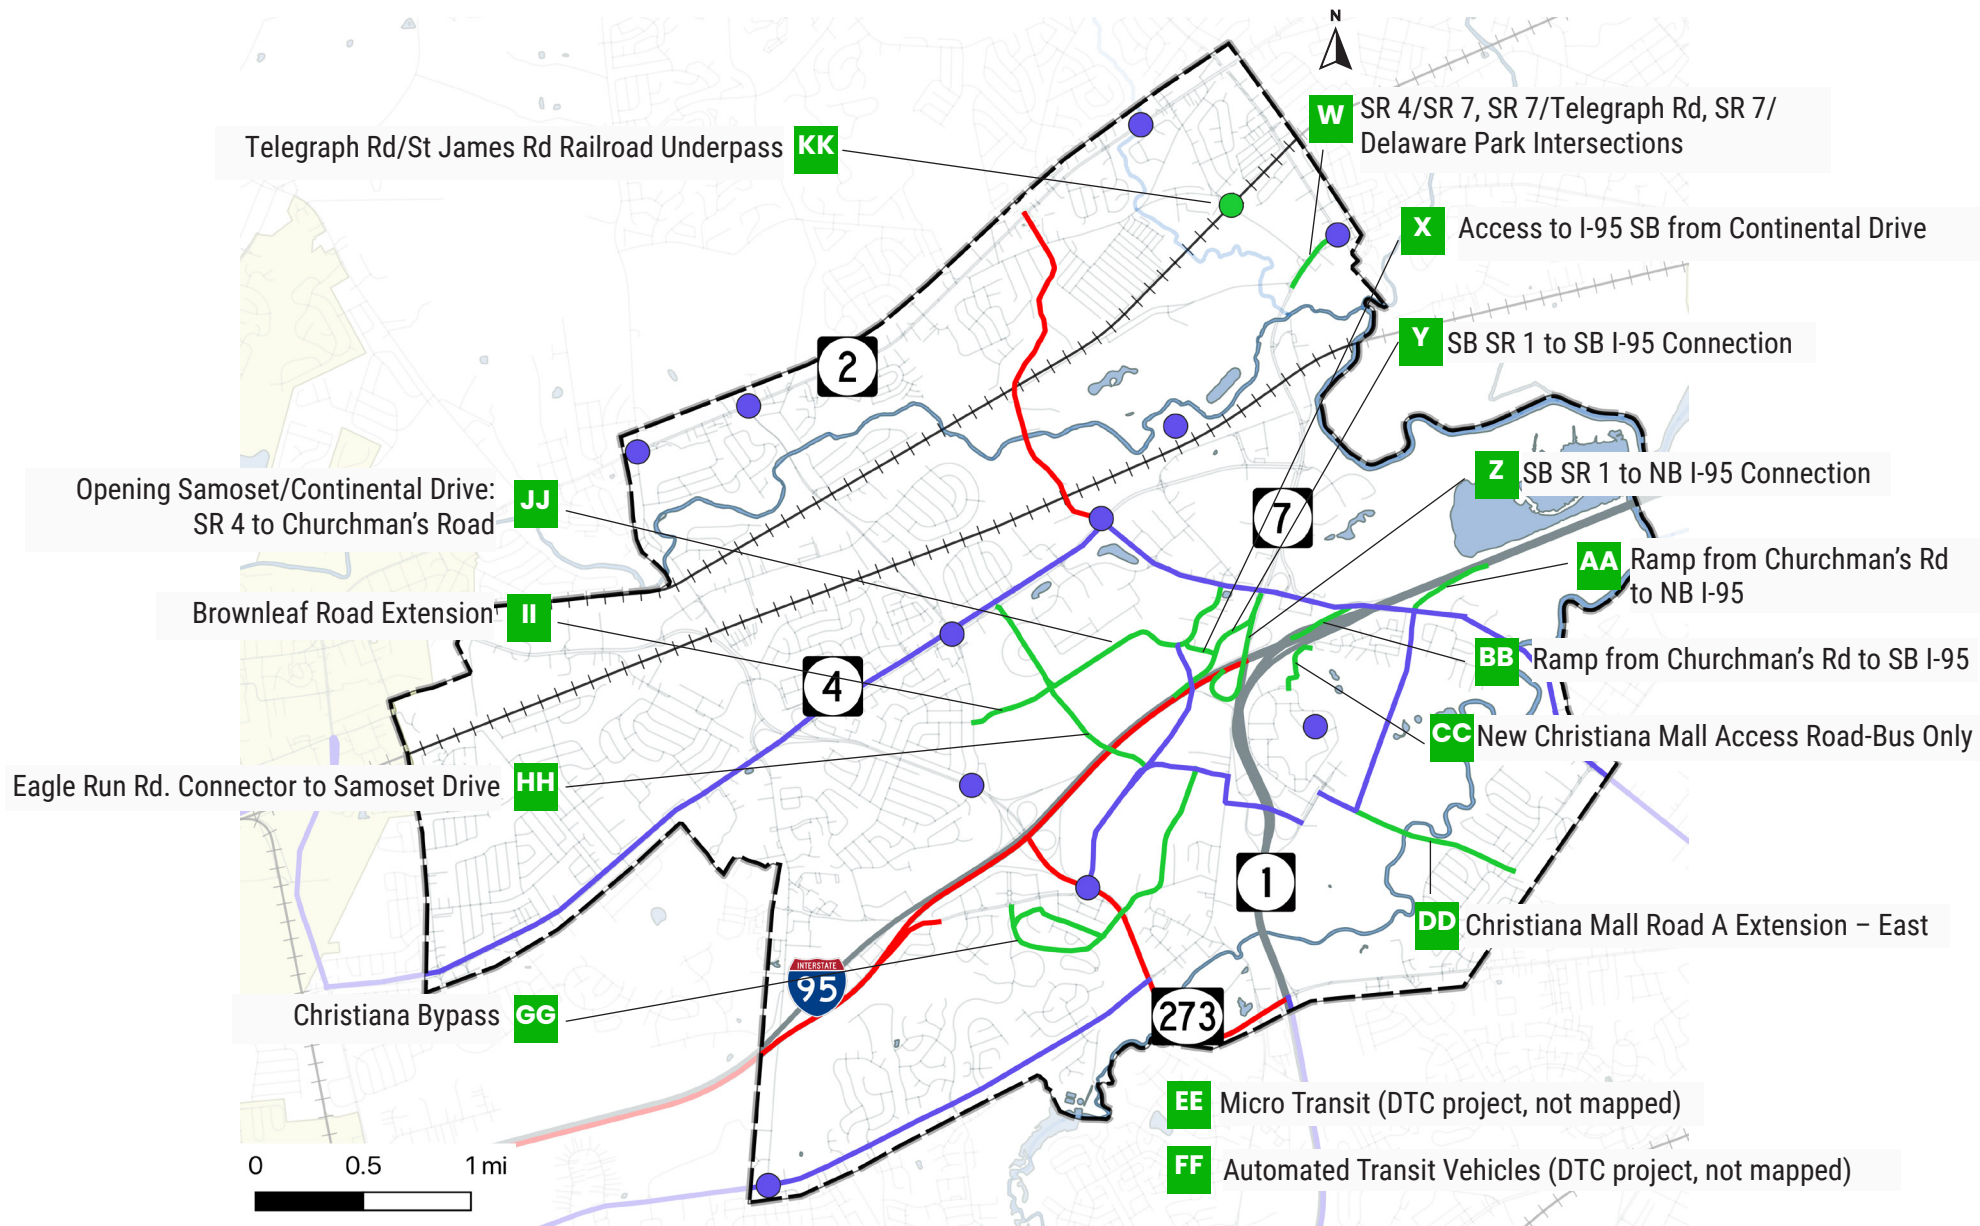 N
W
SR 4/SR 7, SR 7/Telegraph Rd, SR 7/
Delaware Park Intersections
Telegraph Rd/St James Rd Railroad Underpass
KK
X
Access to I-95 SB from Continental Drive
Y
SB SR 1 to SB I-95 Connection
2
Z
SB SR 1 to NB I-95 Connection
Opening Samoset/Continental Drive:
SR 4 to Churchman's Road
JJ
7
AA
Ramp from Churchman's Rd
to NB I-95
Brownleaf Road Extension
II
BB
Ramp from Churchman's Rd to SB I-95
4
CC
New Christiana Mall Access Road-Bus Only
Eagle Run Rd. Connector to Samoset Drive
HH
1
DD
Christiana Mall Road A Extension – East
INTERSTATE
95
Christiana Bypass
GG
273
EE
Micro Transit (DTC project, not mapped)
FF
Automated Transit Vehicles (DTC project, not mapped)
0 0.5 1 mi